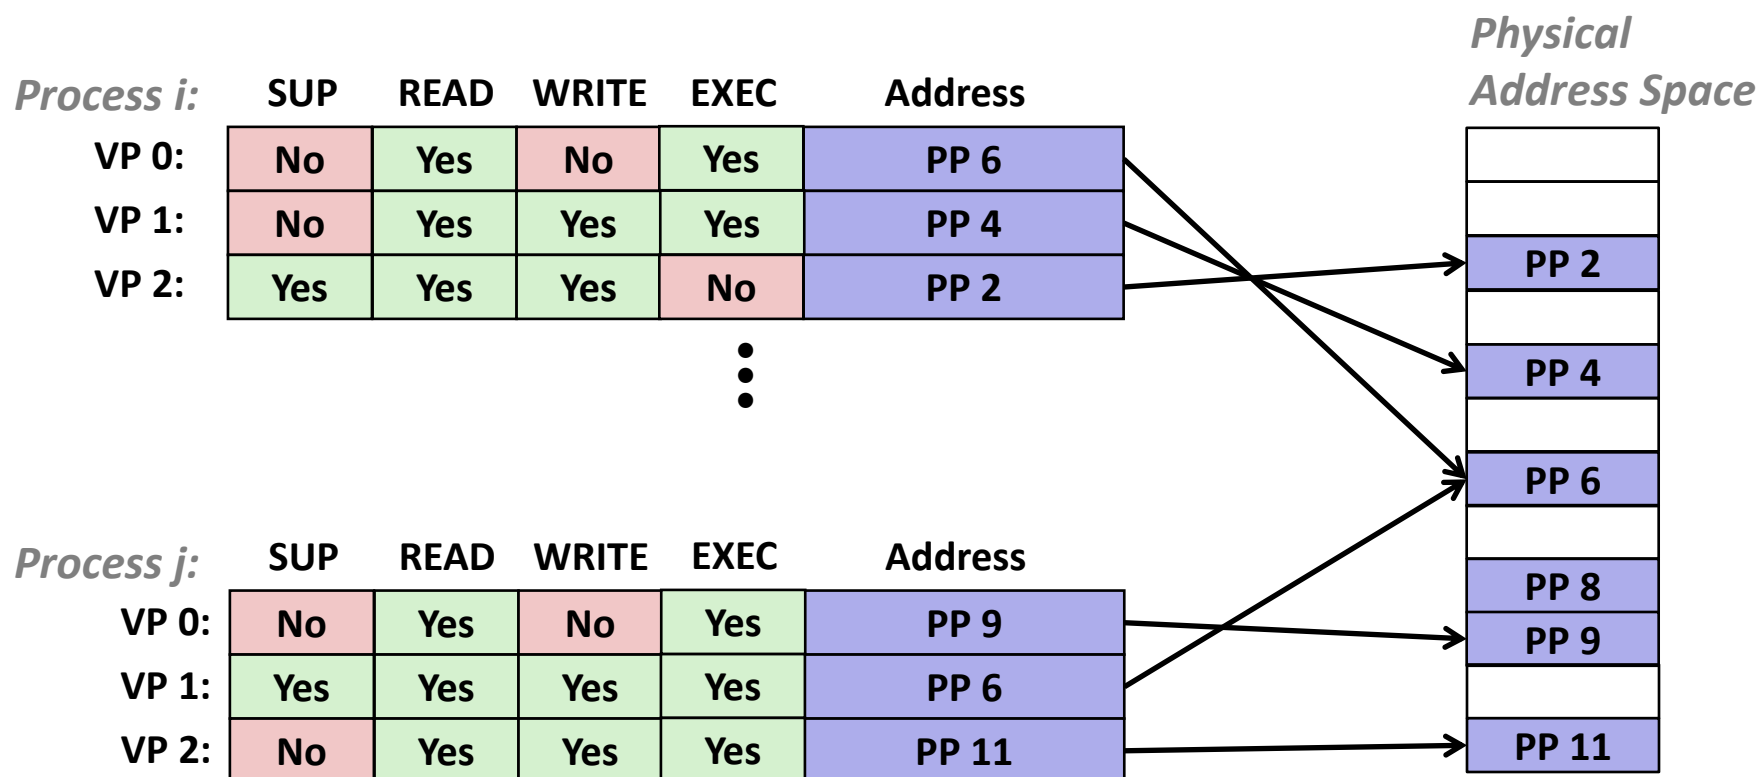 Physical
Address Space
Process i: SUP READ WRITE EXEC Address
VP 0: No Yes No Yes PP 6
VP 1: No Yes Yes Yes PP 4
VP 2: Yes Yes Yes No PP 2
PP 2
PP 4
PP 6
PP 8
PP 9
PP 11
Process j: SUP READ WRITE EXEC Address
VP 0: No Yes No Yes PP 9
VP 1: Yes Yes Yes Yes PP 6
VP 2: No Yes Yes Yes PP 11